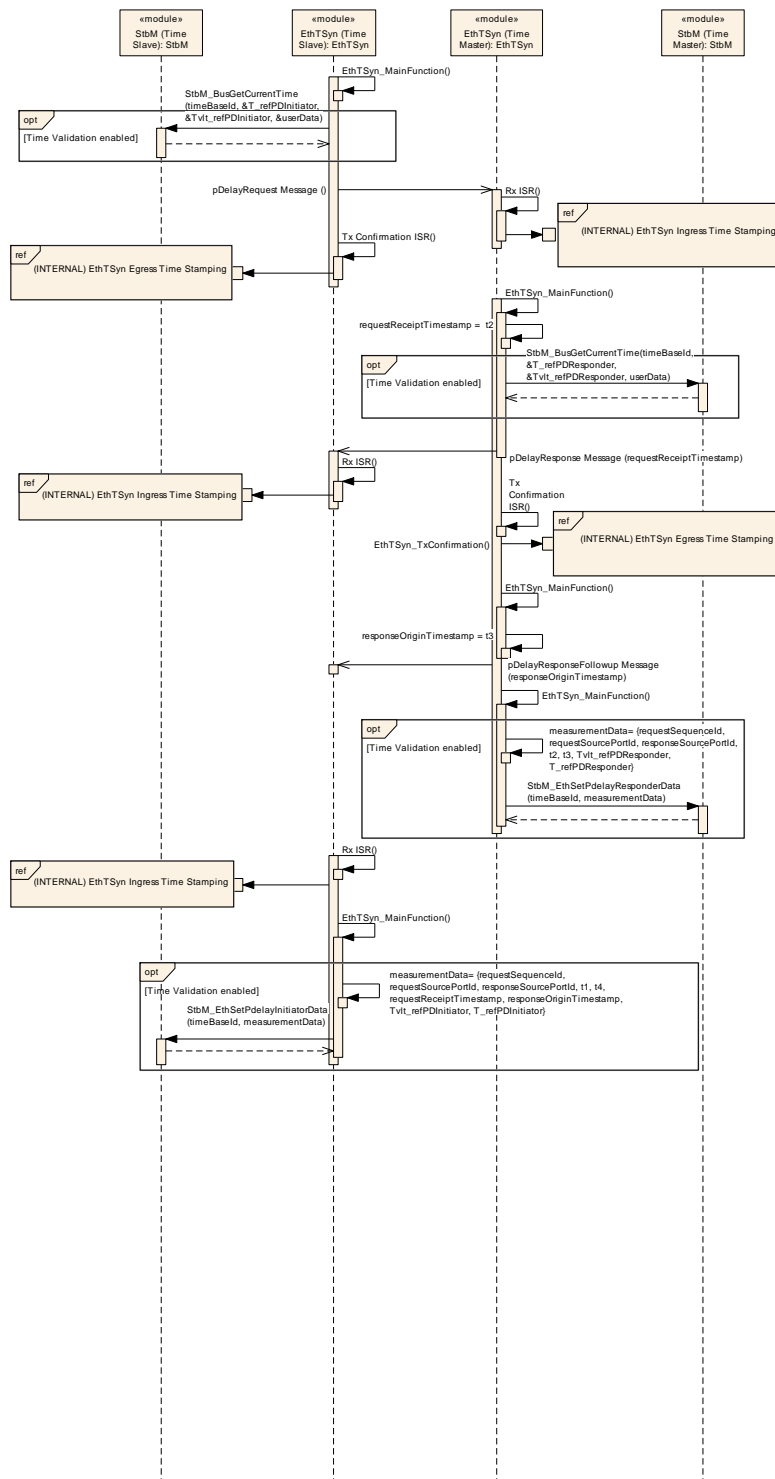 «module»
StbM (Time
Slave): StbM
«module»
EthTSyn (Time
Slave): EthTSyn
«module»
EthTSyn (Time
Master): EthTSyn
«module»
StbM (Time
Master): StbM
EthTSyn_MainFunction()
StbM_BusGetCurrentTime
(timeBaseId, &T_refPDInitiator,
&Tvlt_refPDInitiator, &userData)
opt
[Time Validation enabled]
pDelayRequest Message ()
Rx ISR()
ref
(INTERNAL) EthTSyn Ingress Time Stamping
Tx Confirmation ISR()
ref
(INTERNAL) EthTSyn Egress Time Stamping
EthTSyn_MainFunction()
requestReceiptTimestamp = t2
StbM_BusGetCurrentTime(timeBaseId,
&T_refPDResponder,
&Tvlt_refPDResponder, userData)
opt
[Time Validation enabled]
pDelayResponse Message (requestReceiptTimestamp)
Rx ISR()
ref
(INTERNAL) EthTSyn Ingress Time Stamping
Tx
Confirmation
ISR()
ref
(INTERNAL) EthTSyn Egress Time Stamping
EthTSyn_TxConfirmation()
EthTSyn_MainFunction()
responseOriginTimestamp = t3
pDelayResponseFollowup Message
(responseOriginTimestamp)
EthTSyn_MainFunction()
opt
[Time Validation enabled]
measurementData= {requestSequenceId,
requestSourcePortId, responseSourcePortId,
t2, t3, Tvlt_refPDResponder,
T_refPDResponder}
StbM_EthSetPdelayResponderData
(timeBaseId, measurementData)
Rx ISR()
ref
(INTERNAL) EthTSyn Ingress Time Stamping
EthTSyn_MainFunction()
opt
[Time Validation enabled]
measurementData= {requestSequenceId,
requestSourcePortId, responseSourcePortId, t1, t4,
requestReceiptTimestamp, responseOriginTimestamp,
Tvlt_refPDInitiator, T_refPDInitiator}
StbM_EthSetPdelayInitiatorData
(timeBaseId, measurementData)